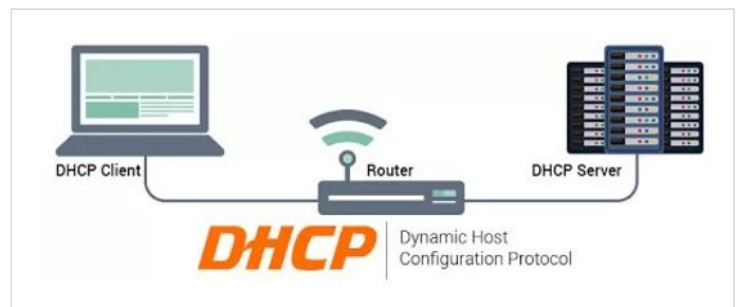 DHCP Client
Router
DHCP Server
DHCP
Dynamic Host
Configuration Protocol